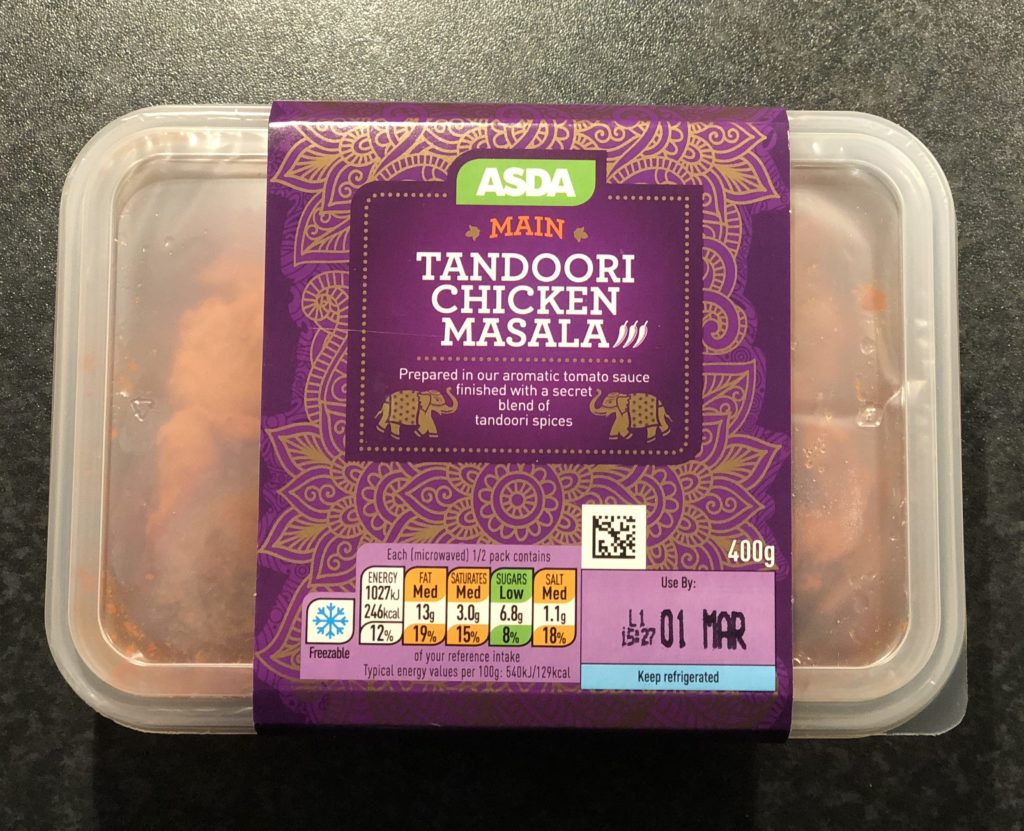 ASDA
MAIN
TANDOORI
CHICKEN
MASALA
Prepared in our aromatic tomato sauce
finished with a secret
blend of
tandoori spices
400g
Each (microwaved) 1/2 pack contains
ENERGY
1027kJ
246kcal
12%
FAT
Med
13g
19%
SATURATES
Med
3.0g
15%
SUGARS
Low
6.8g
8%
SALT
Med
1.1g
18%
of your reference intake
Typical energy values per 100g: 540kJ/129kcal
Freezable
Use By:
L1
15:27 01 MAR
Keep refrigerated